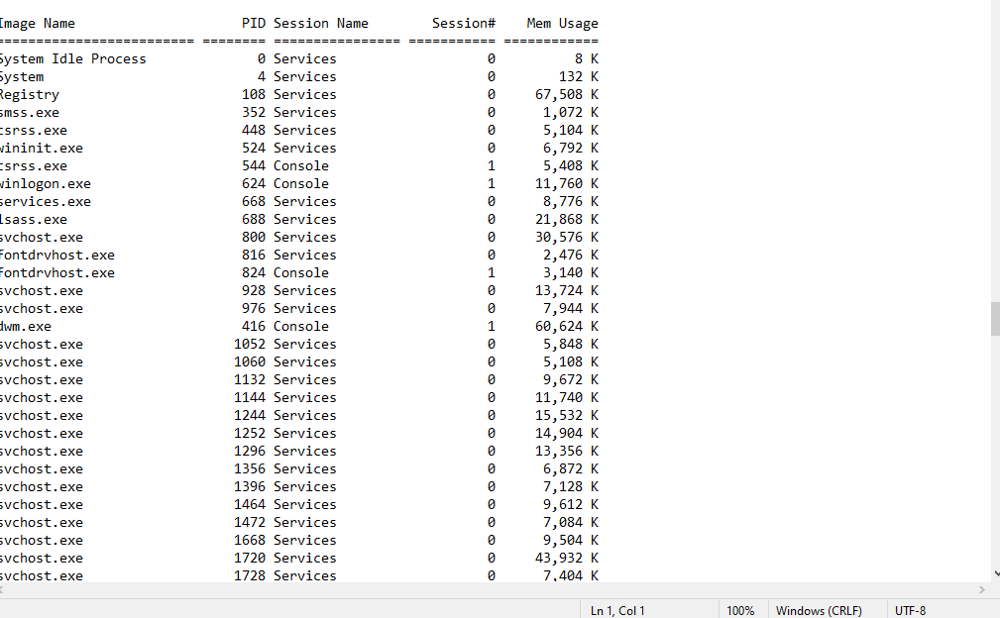 Image Name                     PID Session Name        Session#    Mem Usage
========================= ======== ================ =========== ============
System Idle Process              0 Services                   0          8 K
System                           4 Services                   0        132 K
Registry                       108 Services                   0     67,508 K
smss.exe                       352 Services                   0      1,072 K
csrss.exe                      448 Services                   0      5,104 K
wininit.exe                    524 Services                   0      6,792 K
csrss.exe                      544 Console                    1      5,408 K
winlogon.exe                   624 Console                    1     11,760 K
services.exe                   668 Services                   0      8,776 K
lsass.exe                      688 Services                   0     21,868 K
svchost.exe                    800 Services                   0     30,576 K
fontdrvhost.exe                816 Services                   0      2,476 K
fontdrvhost.exe                824 Console                    1      3,140 K
svchost.exe                    928 Services                   0     13,724 K
svchost.exe                    976 Services                   0      7,944 K
dwm.exe                        416 Console                    1     60,624 K
svchost.exe                   1052 Services                   0      5,848 K
svchost.exe                   1060 Services                   0      5,108 K
svchost.exe                   1132 Services                   0      9,672 K
svchost.exe                   1144 Services                   0     11,740 K
svchost.exe                   1244 Services                   0     15,532 K
svchost.exe                   1252 Services                   0     14,904 K
svchost.exe                   1296 Services                   0     13,356 K
svchost.exe                   1356 Services                   0      6,872 K
svchost.exe                   1396 Services                   0      7,128 K
svchost.exe                   1464 Services                   0      9,612 K
svchost.exe                   1472 Services                   0      7,084 K
svchost.exe                   1668 Services                   0      9,504 K
svchost.exe                   1720 Services                   0     43,932 K
svchost.exe                   1728 Services                   0      7,404 K
Ln 1, Col 1 100% Windows (CRLF) UTF-8